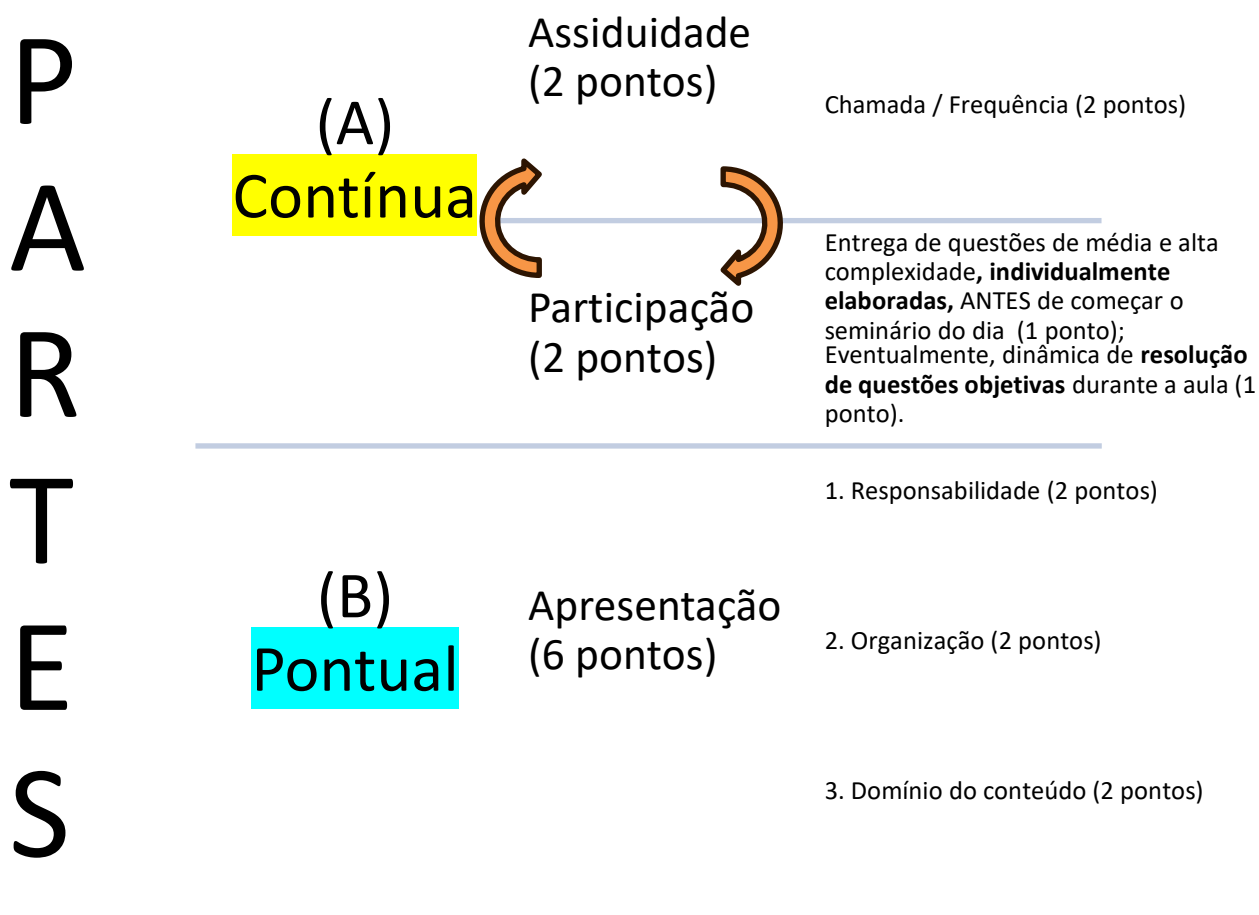 P
A
R
T
E
S
(A)
Contínua
Assiduidade
(2 pontos)
Chamada / Frequência (2 pontos)
Participação
(2 pontos)
Entrega de questões de média e alta
complexidade, individualmente
elaboradas, ANTES de começar o
seminário do dia  (1 ponto);
Eventualmente, dinâmica de resolução
de questões objetivas durante a aula (1
ponto).
(B)
Pontual
Apresentação
(6 pontos)
1. Responsabilidade (2 pontos)
2. Organização (2 pontos)
3. Domínio do conteúdo (2 pontos)